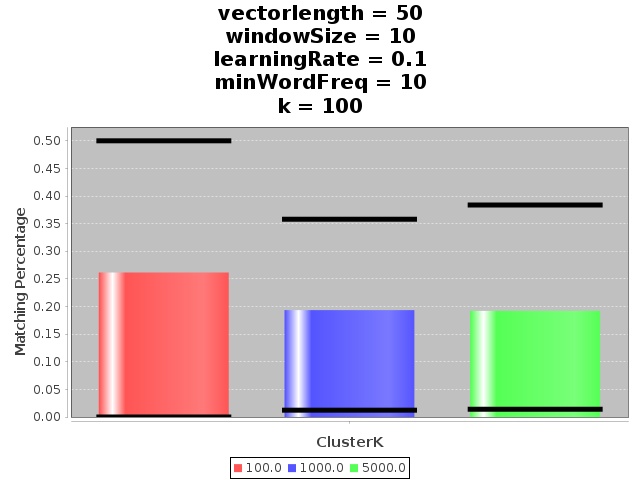 vectorlength = 50
windowSize = 10
learningRate = 0.1
minWordFreq = 10
k = 100
0.50
0.45
0.40
0.35
0.30
0.25
0.20
0.15
0.10
0.05
0.00
Matching Percentage
ClusterK
100.0 1000.0 5000.0